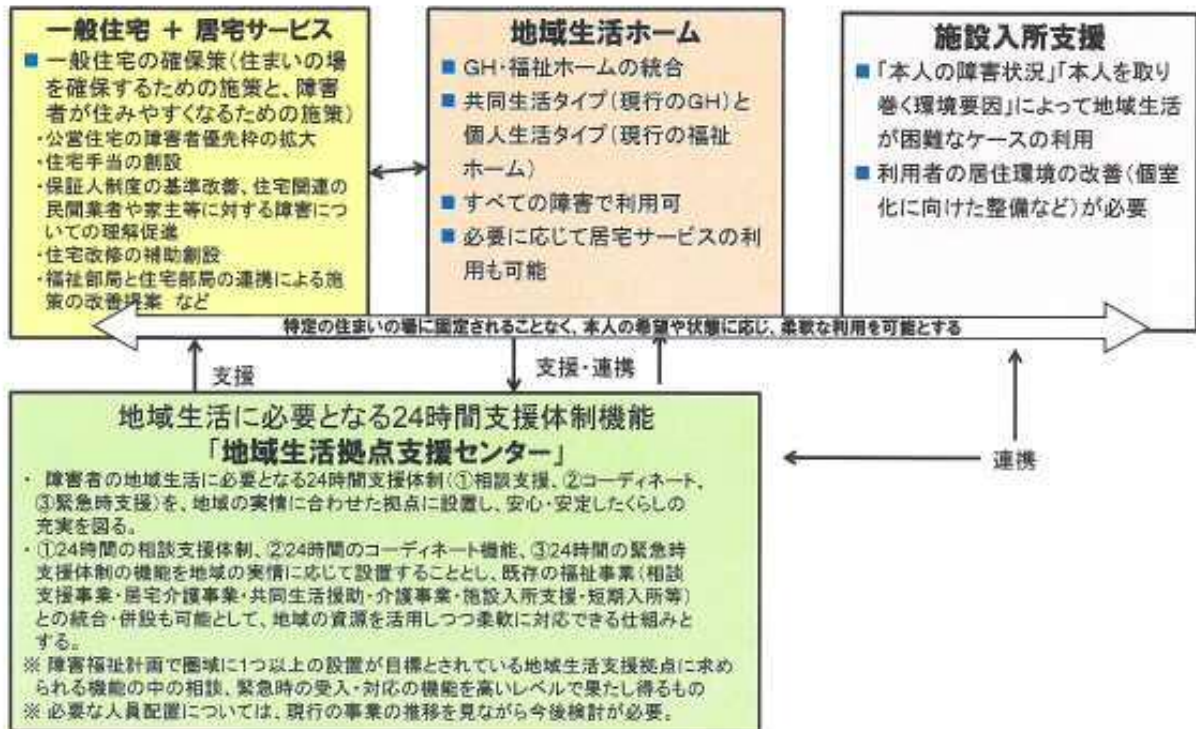 一般住宅 + 居宅サービス
■ 一般住宅の確保策(住まいの場
を確保するための施策と、障害
者が住みやすくなるための施策)
・公営住宅の障害者優先枠の拡大
・住宅手当の創設
・保証人制度の基準改善、住宅関連の
民間業者や家主等に対する障害につ
いての理解促進
・住宅改修の補助創設
・福祉部局と住宅部局の連携による施
策の改善提案 など
地域生活ホーム
■ GH・福祉ホームの統合
■ 共同生活タイプ(現行のGH)と
個人生活タイプ(現行の福祉
ホーム)
■ すべての障害で利用可
■ 必要に応じて居宅サービスの利
用も可能
施設入所支援
■ 「本人の障害状況」「本人を取り
巻く環境要因」によって地域生活
が困難なケースの利用
■ 利用者の居住環境の改善(個室
化に向けた整備など)が必要
特定の住まいの場に固定されることなく、本人の希望や状態に応じ、柔軟な利用を可能とする
支援
支援・連携
連携
地域生活に必要となる24時間支援体制機能
「地域生活拠点支援センター」
・ 障害者の地域生活に必要となる24時間支援体制(①相談支援、②コーディネート、
③緊急時支援)を、地域の実情に合わせた拠点に設置し、安心・安定したくらしの
充実を図る。
・ ①24時間の相談支援体制、②24時間のコーディネート機能、③24時間の緊急時
支援体制の機能を地域の実情に応じて設置することとし、既存の福祉事業(相談
支援事業・居宅介護事業・共同生活援助・介護事業・施設入所支援・短期入所等)
との統合・併設も可能として、地域の資源を活用しつつ柔軟に対応できる仕組みと
する。
※ 障害福祉計画で圏域に1つ以上の設置が目標とされている地域生活支援拠点に求め
られる機能の中の相談、緊急時の受入・対応の機能を高いレベルで果たし得るもの
※ 必要な人員配置については、現行の事業の推移を見ながら今後検討が必要。